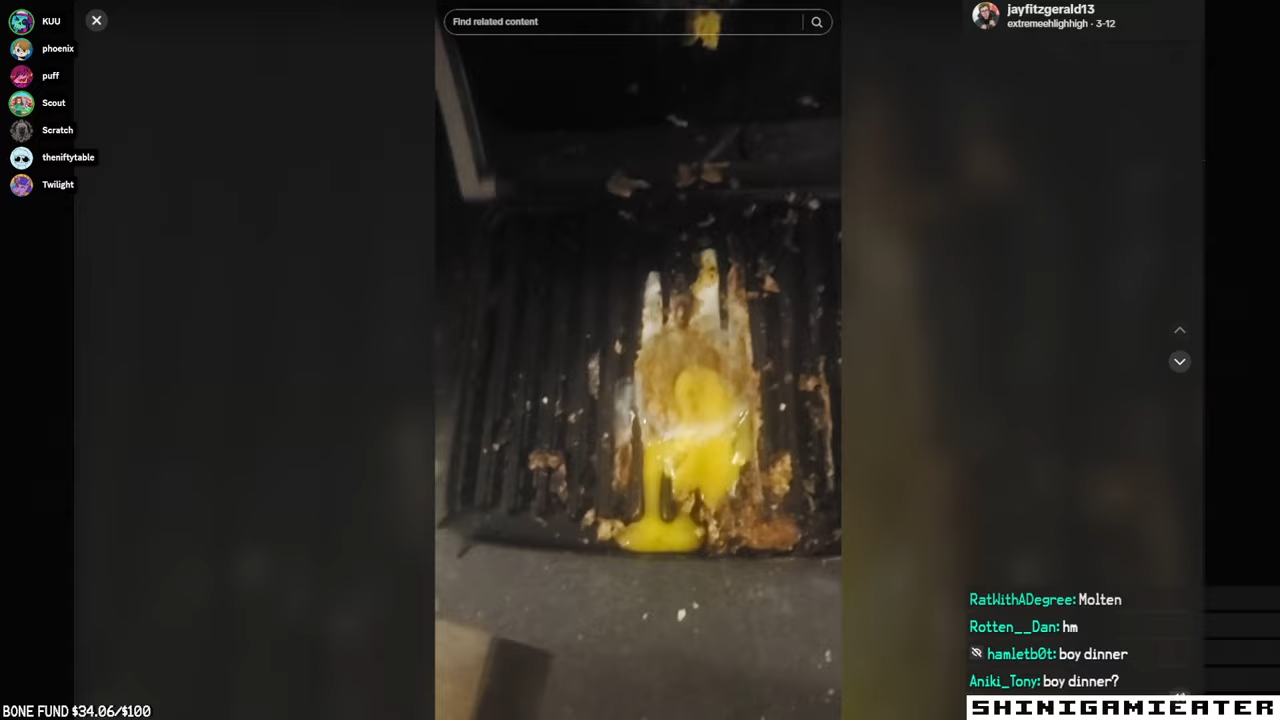 KUU
phoenix
puff
Scout
Scratch
theniftytable
Twilight
Find related content
jayfitzgerald13
extremeehlighhigh · 3-12
RatWithADegree: Molten
Rotten__Dan: hm
hamletb0t: boy dinner
Aniki_Tony: boy dinner?
BONE FUND $34.06/$100
SHINIGAMIEATER